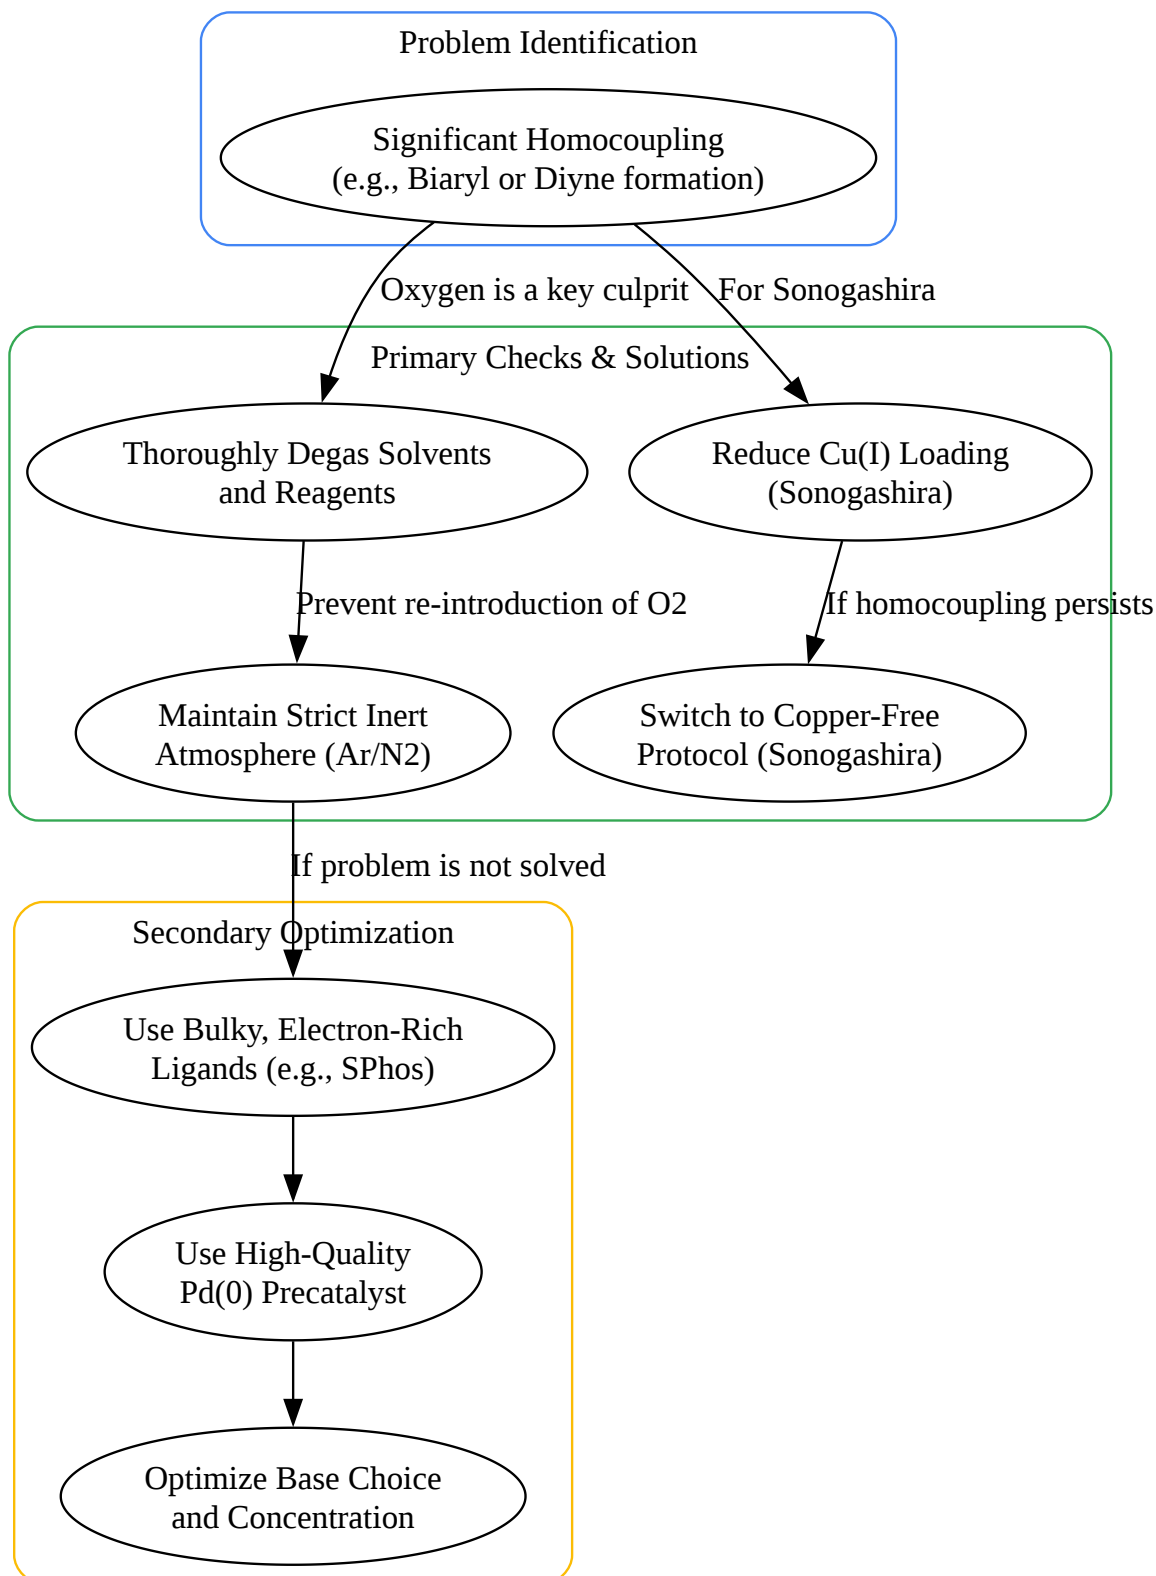 Problem Identification
Significant Homocoupling
(e.g., Biaryl or Diyne formation)
Oxygen is a key culprit
For Sonogashira
Primary Checks & Solutions
Thoroughly Degas Solvents
and Reagents
Reduce Cu(I) Loading
(Sonogashira)
Prevent re-introduction of O2
If homocoupling persists
Maintain Strict Inert
Atmosphere (Ar/N2)
Switch to Copper-Free
Protocol (Sonogashira)
If problem is not solved
Secondary Optimization
Use Bulky, Electron-Rich
Ligands (e.g., SPhos)
Use High-Quality
Pd(0) Precatalyst
Optimize Base Choice
and Concentration